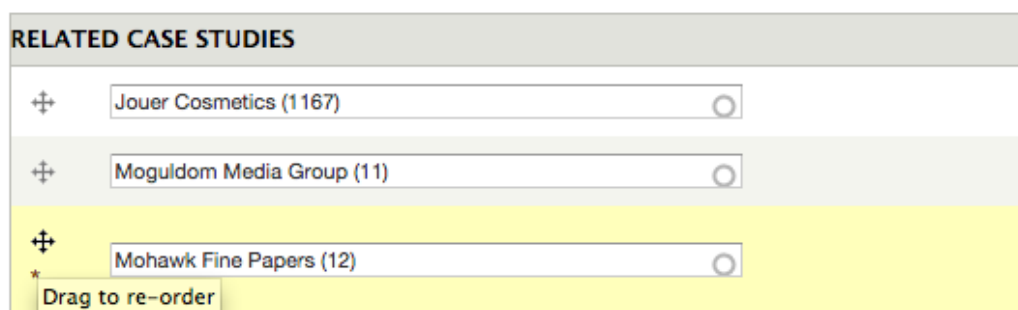 RELATED CASE STUDIES
Jouer Cosmetics (1167)
Moguldom Media Group (11)
Mohawk Fine Papers (12)
*
Drag to re-order